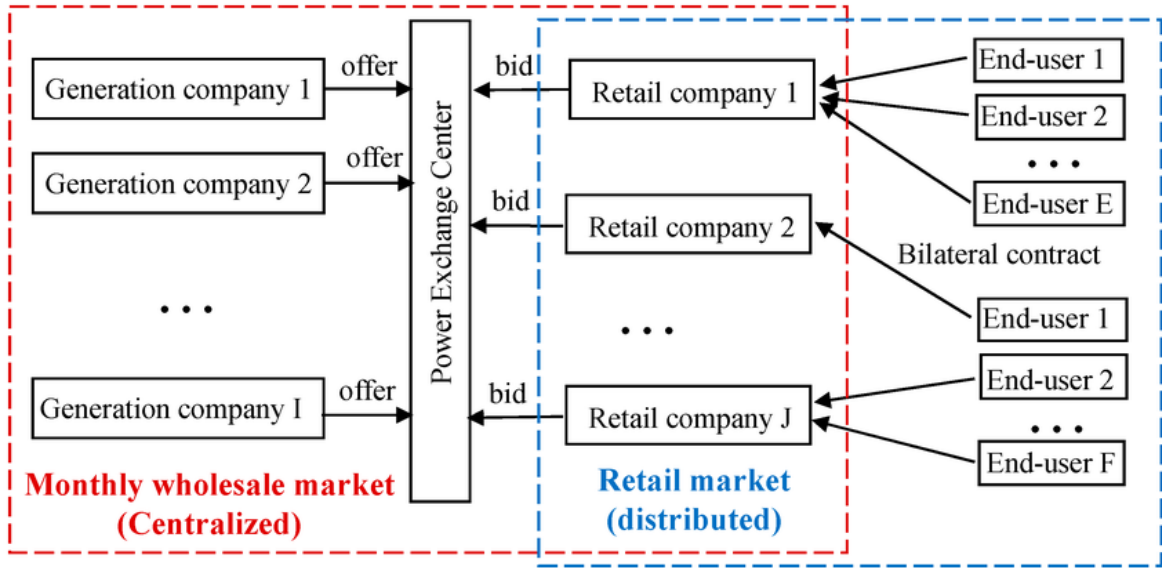 Generation company 1
offer
Generation company 2
offer
...
Generation company I
offer
Monthly wholesale market
(Centralized)
Power Exchange Center
bid
Retail company 1
bid
Retail company 2
...
bid
Retail company J
Retail market
(distributed)
End-user 1
End-user 2
...
End-user E
Bilateral contract
End-user 1
End-user 2
...
End-user F